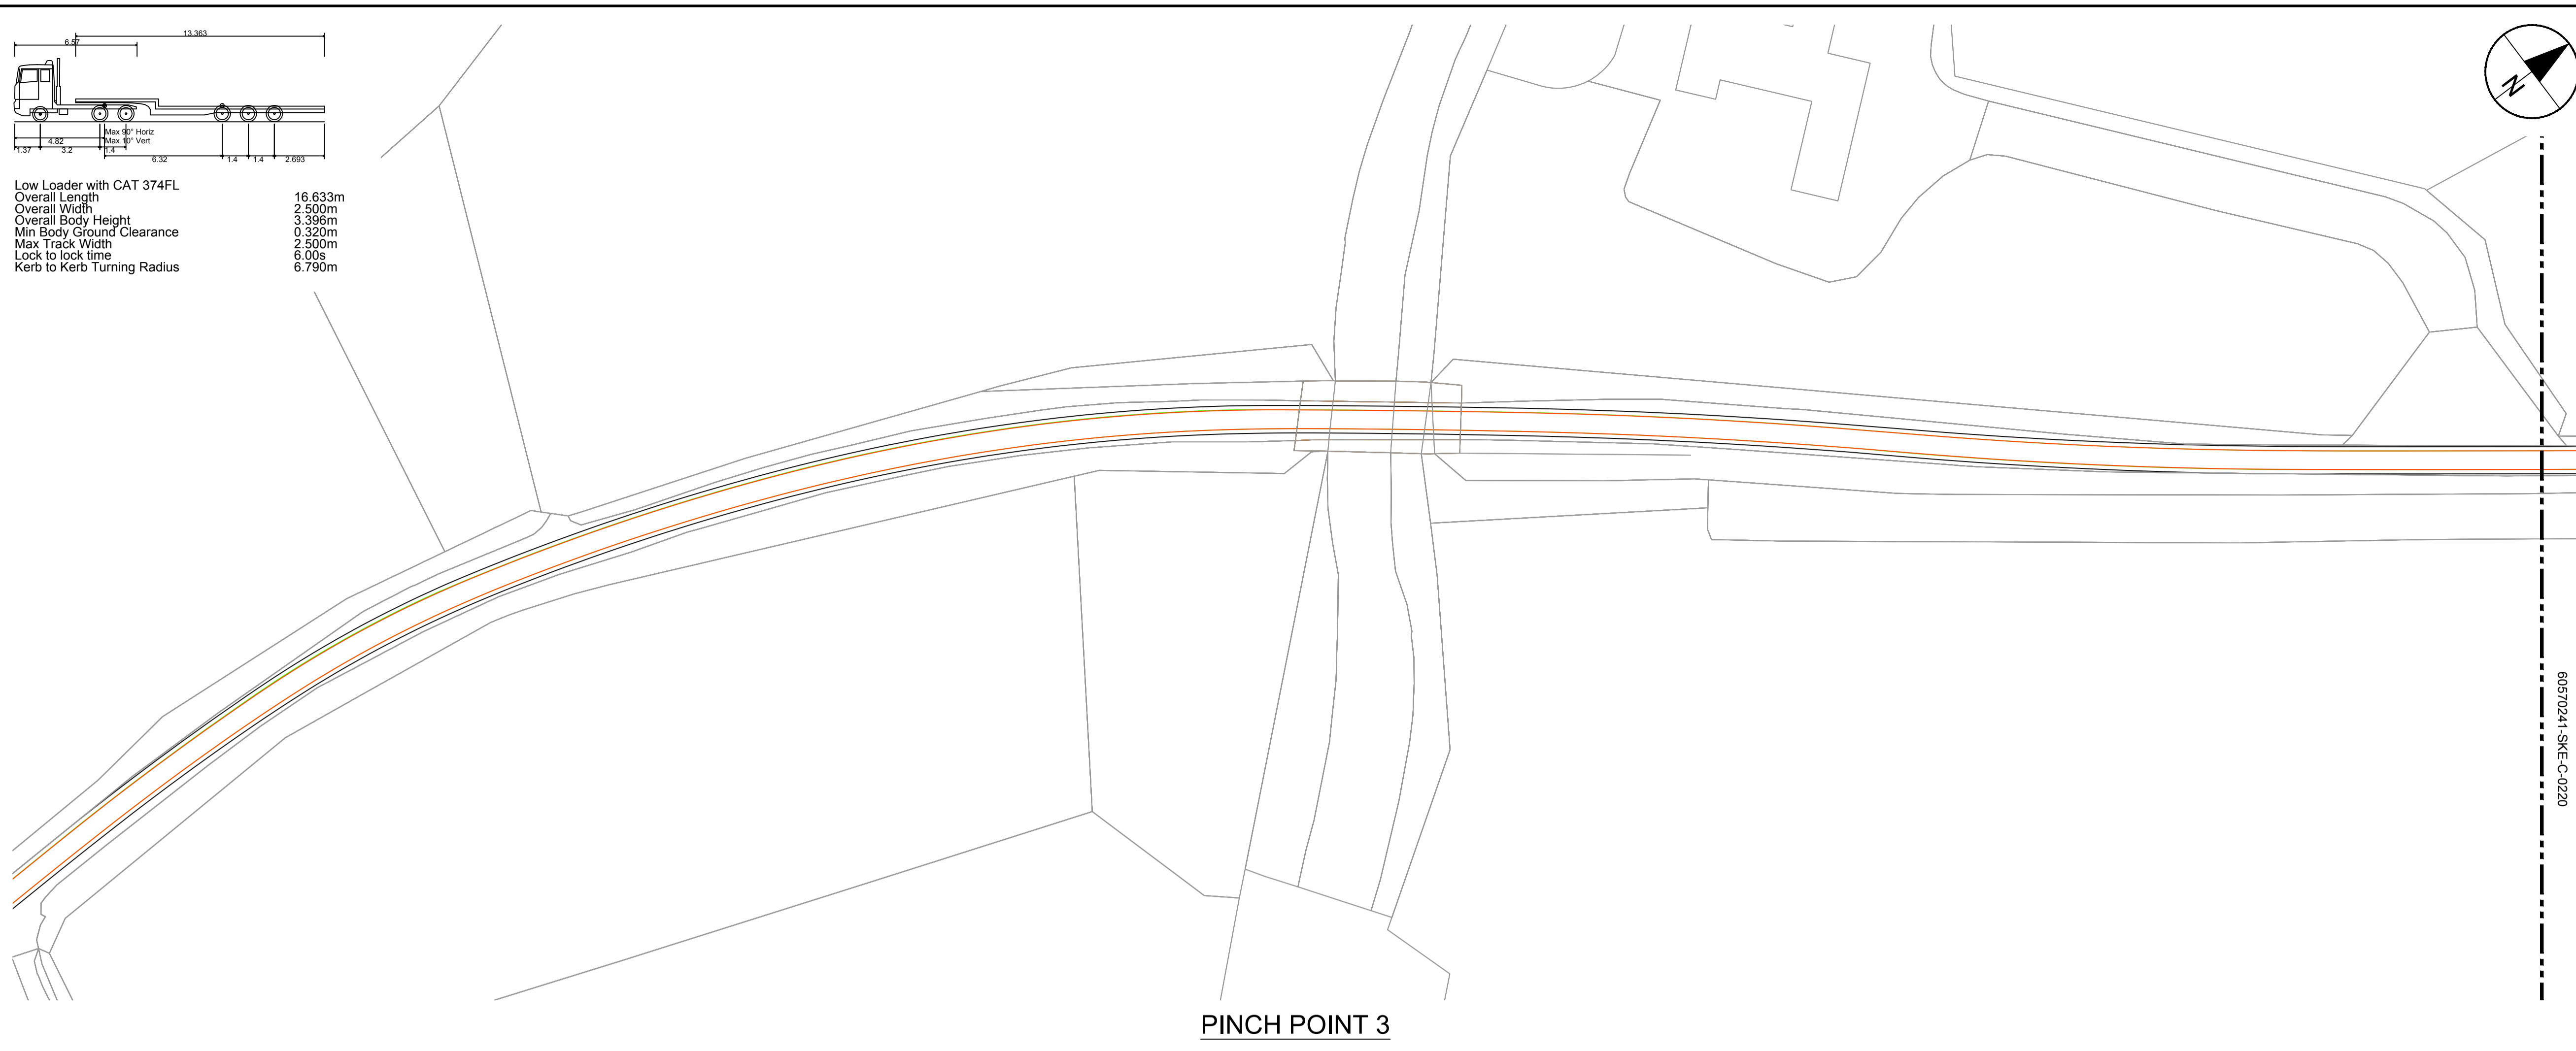 13.363
6.57
Max 90° Horiz
4.82
Max 10° Vert
1.37
3.2
1.4
6.32
1.4
1.4
2.693
Low Loader with CAT 374FL
Overall Length 16.633m
Overall Width 2.500m
Overall Body Height 3.396m
Min Body Ground Clearance 0.320m
Max Track Width 2.500m
Lock to lock time 6.00s
Kerb to Kerb Turning Radius 6.790m
N
60570241-SKE-C-0220
PINCH POINT 3